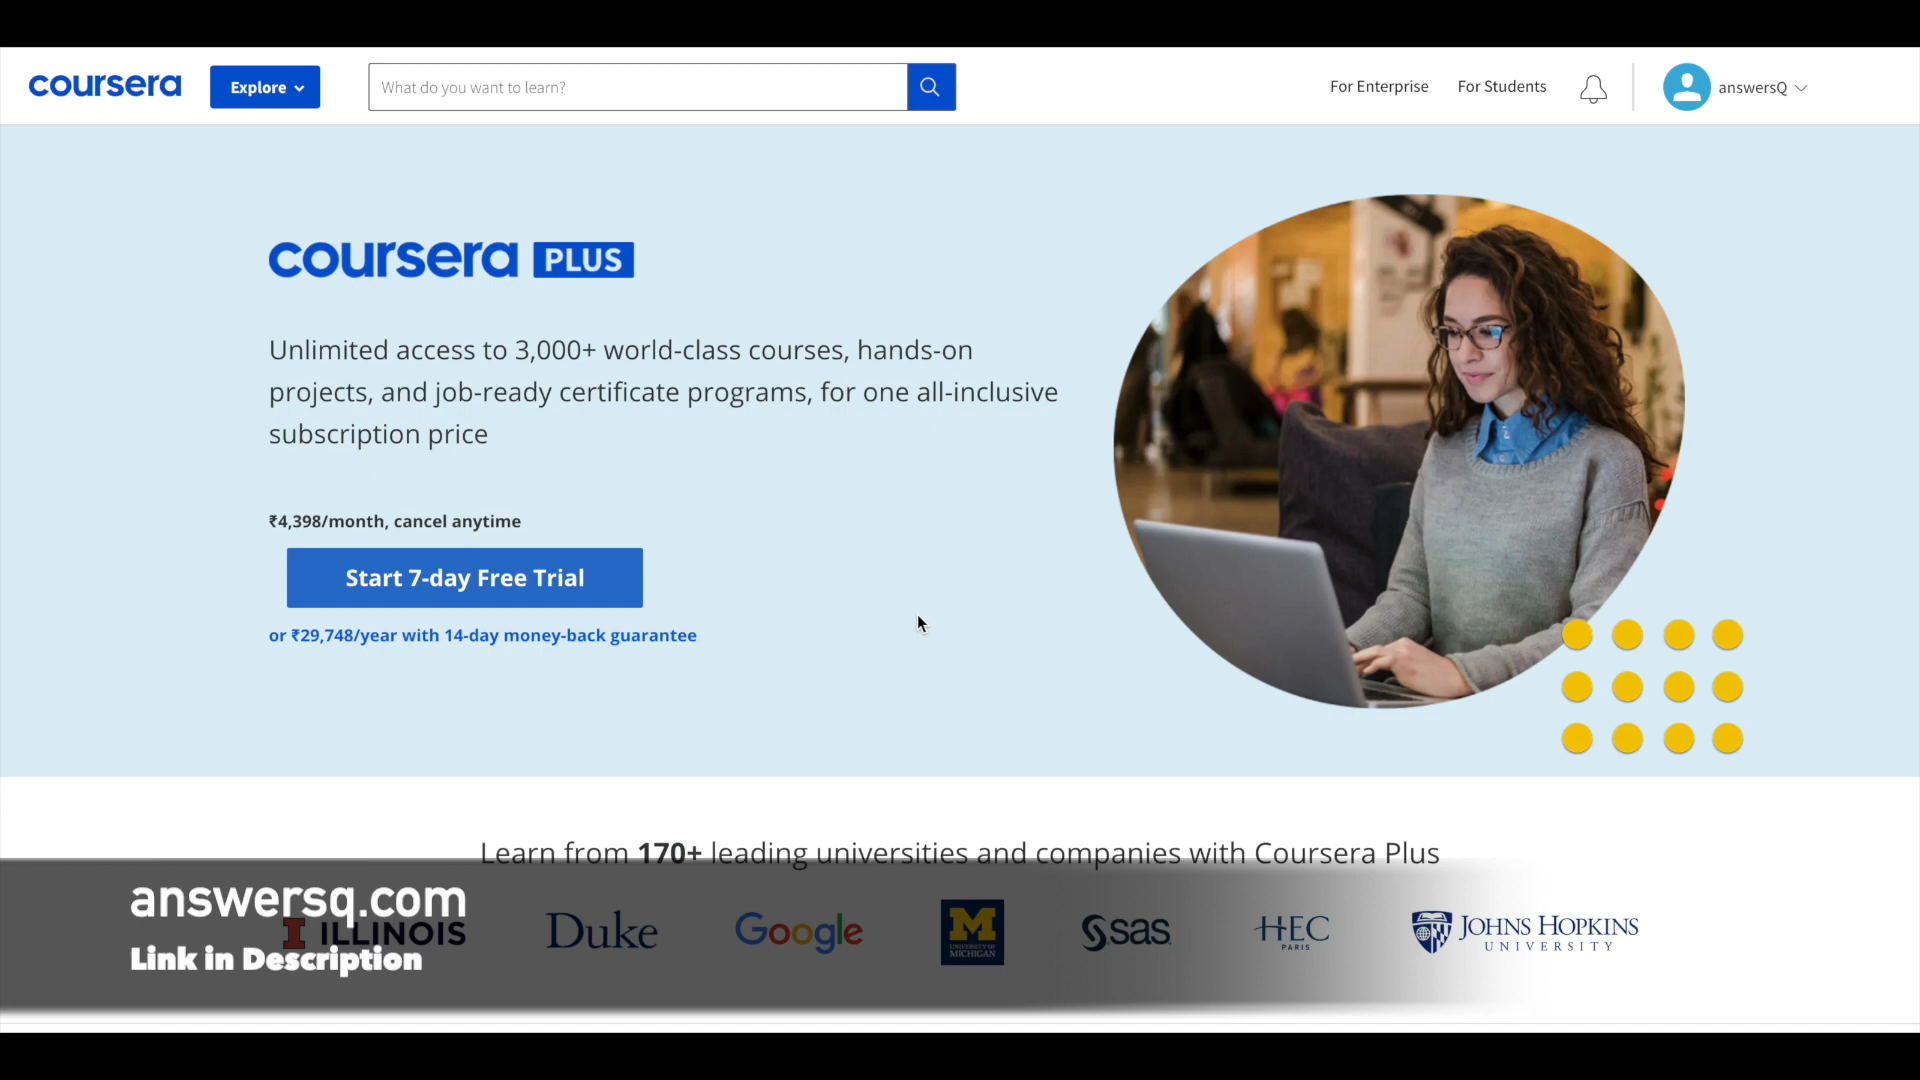 coursera
Explore
What do you want to learn?
For Enterprise
For Students
answersQ
coursera PLUS
Unlimited access to 3,000+ world-class courses, hands-on
projects, and job-ready certificate programs, for one all-inclusive
subscription price
₹4,398/month, cancel anytime
Start 7-day Free Trial
or ₹29,748/year with 14-day money-back guarantee
Learn from 170+ leading universities and companies with Coursera Plus
answersq.com
Link in Description
I ILLINOIS
Duke
Google
M
UNIVERSITY OF
MICHIGAN
sas
HEC
PARIS
JOHNS HOPKINS
UNIVERSITY